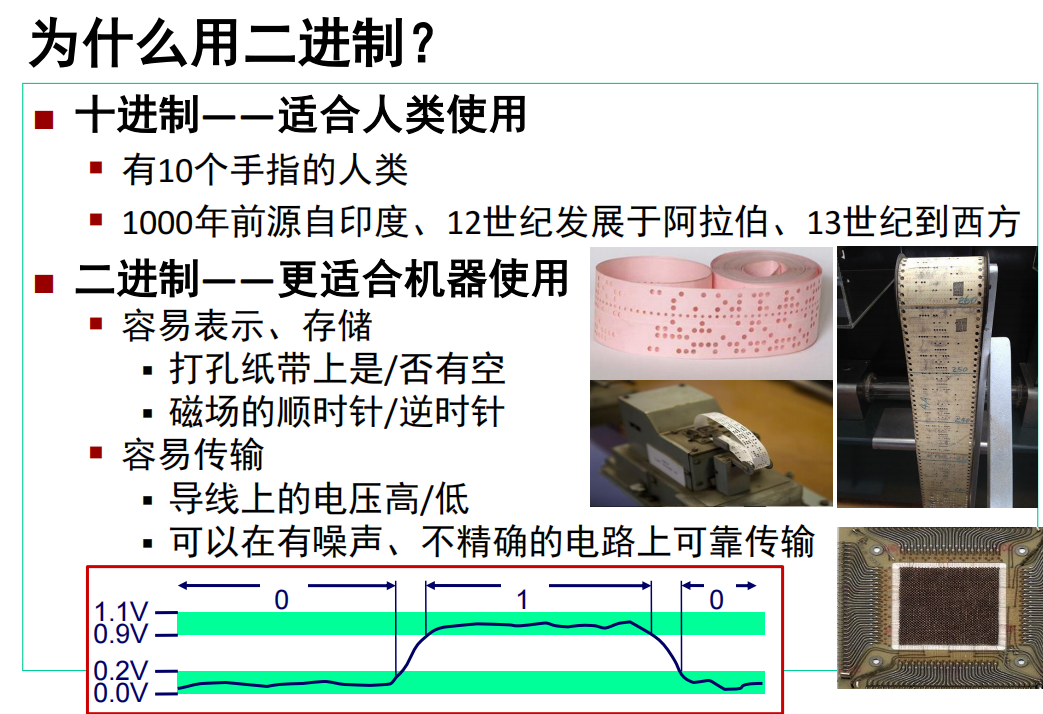 为什么用二进制？
十进制——适合人类使用
有10个手指的人类
1000年前源自印度、12世纪发展于阿拉伯、13世纪到西方
二进制——更适合机器使用
容易表示、存储
打孔纸带上是/否有空
磁场的顺时针/逆时针
容易传输
导线上的电压高/低
可以在有噪声、不精确的电路上可靠传输
0 1 0
1.1V
0.9V
0.2V
0.0V